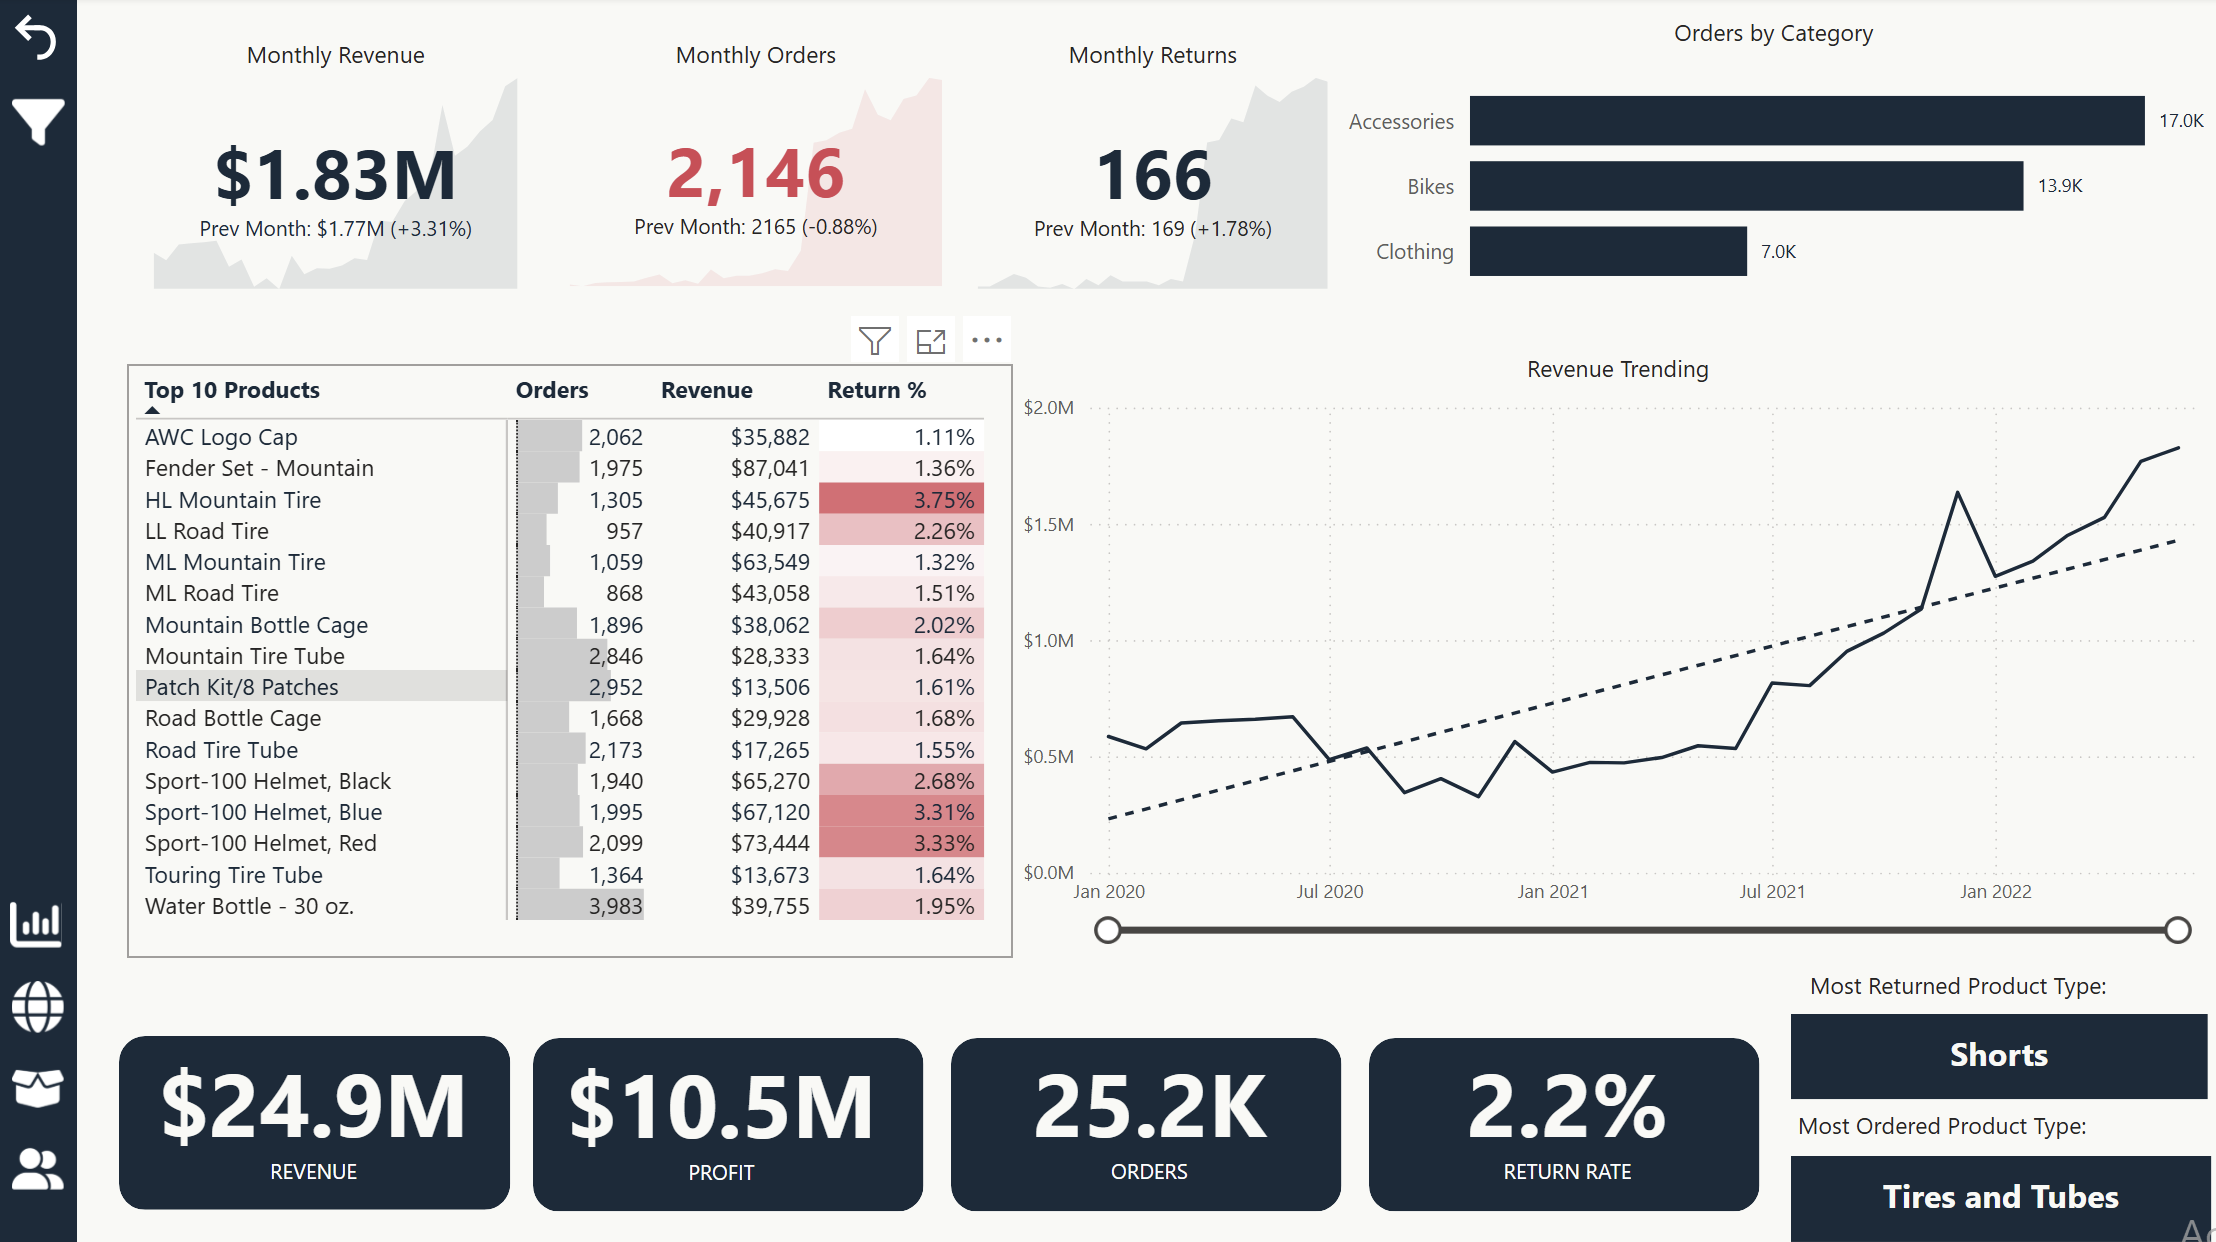 Monthly Revenue
$1.83M
Prev Month: $1.77M (+3.31%)
Monthly Orders
2,146
Prev Month: 2165 (-0.88%)
Monthly Returns
166
Prev Month: 169 (+1.78%)
Orders by Category
Accessories 17.0K
Bikes 13.9K
Clothing 7.0K
Top 10 Products Orders Revenue Return %
AWC Logo Cap 2,062 $35,882 1.11%
Fender Set - Mountain 1,975 $87,041 1.36%
HL Mountain Tire 1,305 $45,675 3.75%
LL Road Tire 957 $40,917 2.26%
ML Mountain Tire 1,059 $63,549 1.32%
ML Road Tire 868 $43,058 1.51%
Mountain Bottle Cage 1,896 $38,062 2.02%
Mountain Tire Tube 2,846 $28,333 1.64%
Patch Kit/8 Patches 2,952 $13,506 1.61%
Road Bottle Cage 1,668 $29,928 1.68%
Road Tire Tube 2,173 $17,265 1.55%
Sport-100 Helmet, Black 1,940 $65,270 2.68%
Sport-100 Helmet, Blue 1,995 $67,120 3.31%
Sport-100 Helmet, Red 2,099 $73,444 3.33%
Touring Tire Tube 1,364 $13,673 1.64%
Water Bottle - 30 oz. 3,983 $39,755 1.95%
Revenue Trending
$2.0M
$1.5M
$1.0M
$0.5M
$0.0M
Jan 2020 Jul 2020 Jan 2021 Jul 2021 Jan 2022
$24.9M
REVENUE
$10.5M
PROFIT
25.2K
ORDERS
2.2%
RETURN RATE
Most Returned Product Type:
Shorts
Most Ordered Product Type:
Tires and Tubes